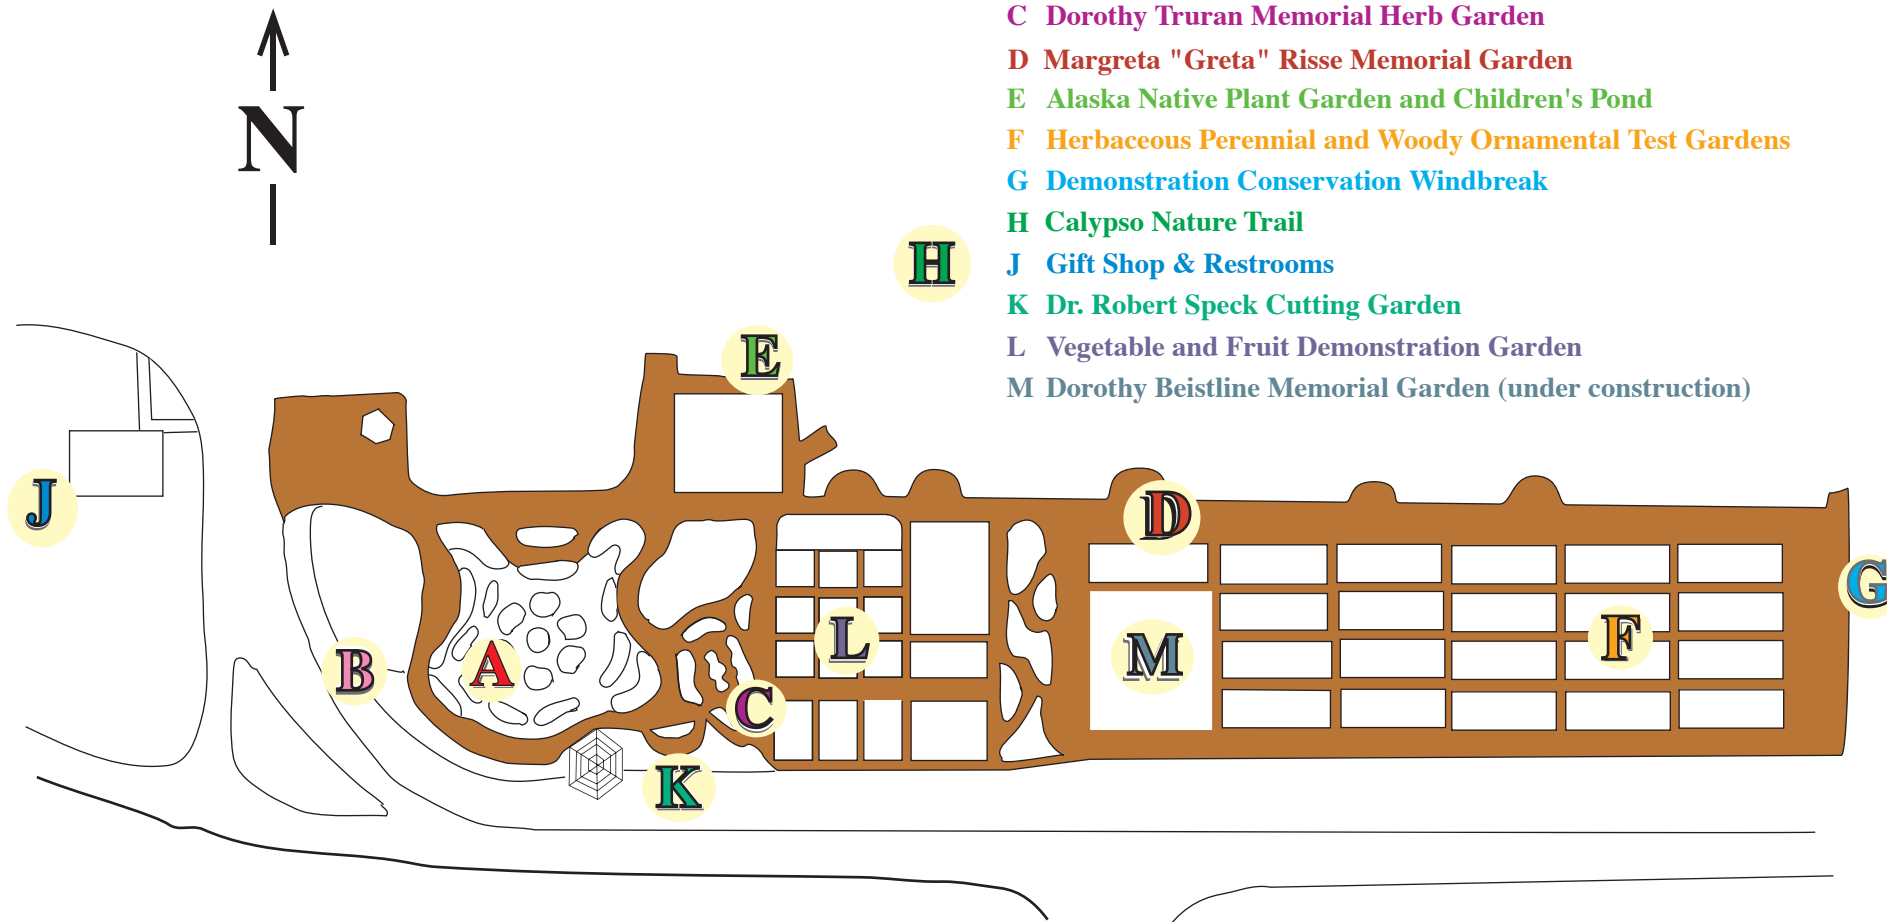 C Dorothy Truran Memorial Herb Garden
D Margreta "Greta" Risse Memorial Garden
E Alaska Native Plant Garden and Children's Pond
F Herbaceous Perennial and Woody Ornamental Test Gardens
G Demonstration Conservation Windbreak
H Calypso Nature Trail
J Gift Shop & Restrooms
K Dr. Robert Speck Cutting Garden
L Vegetable and Fruit Demonstration Garden
M Dorothy Beistline Memorial Garden (under construction)
N
H
E
J
D
G
L
F
M
B
A
C
K